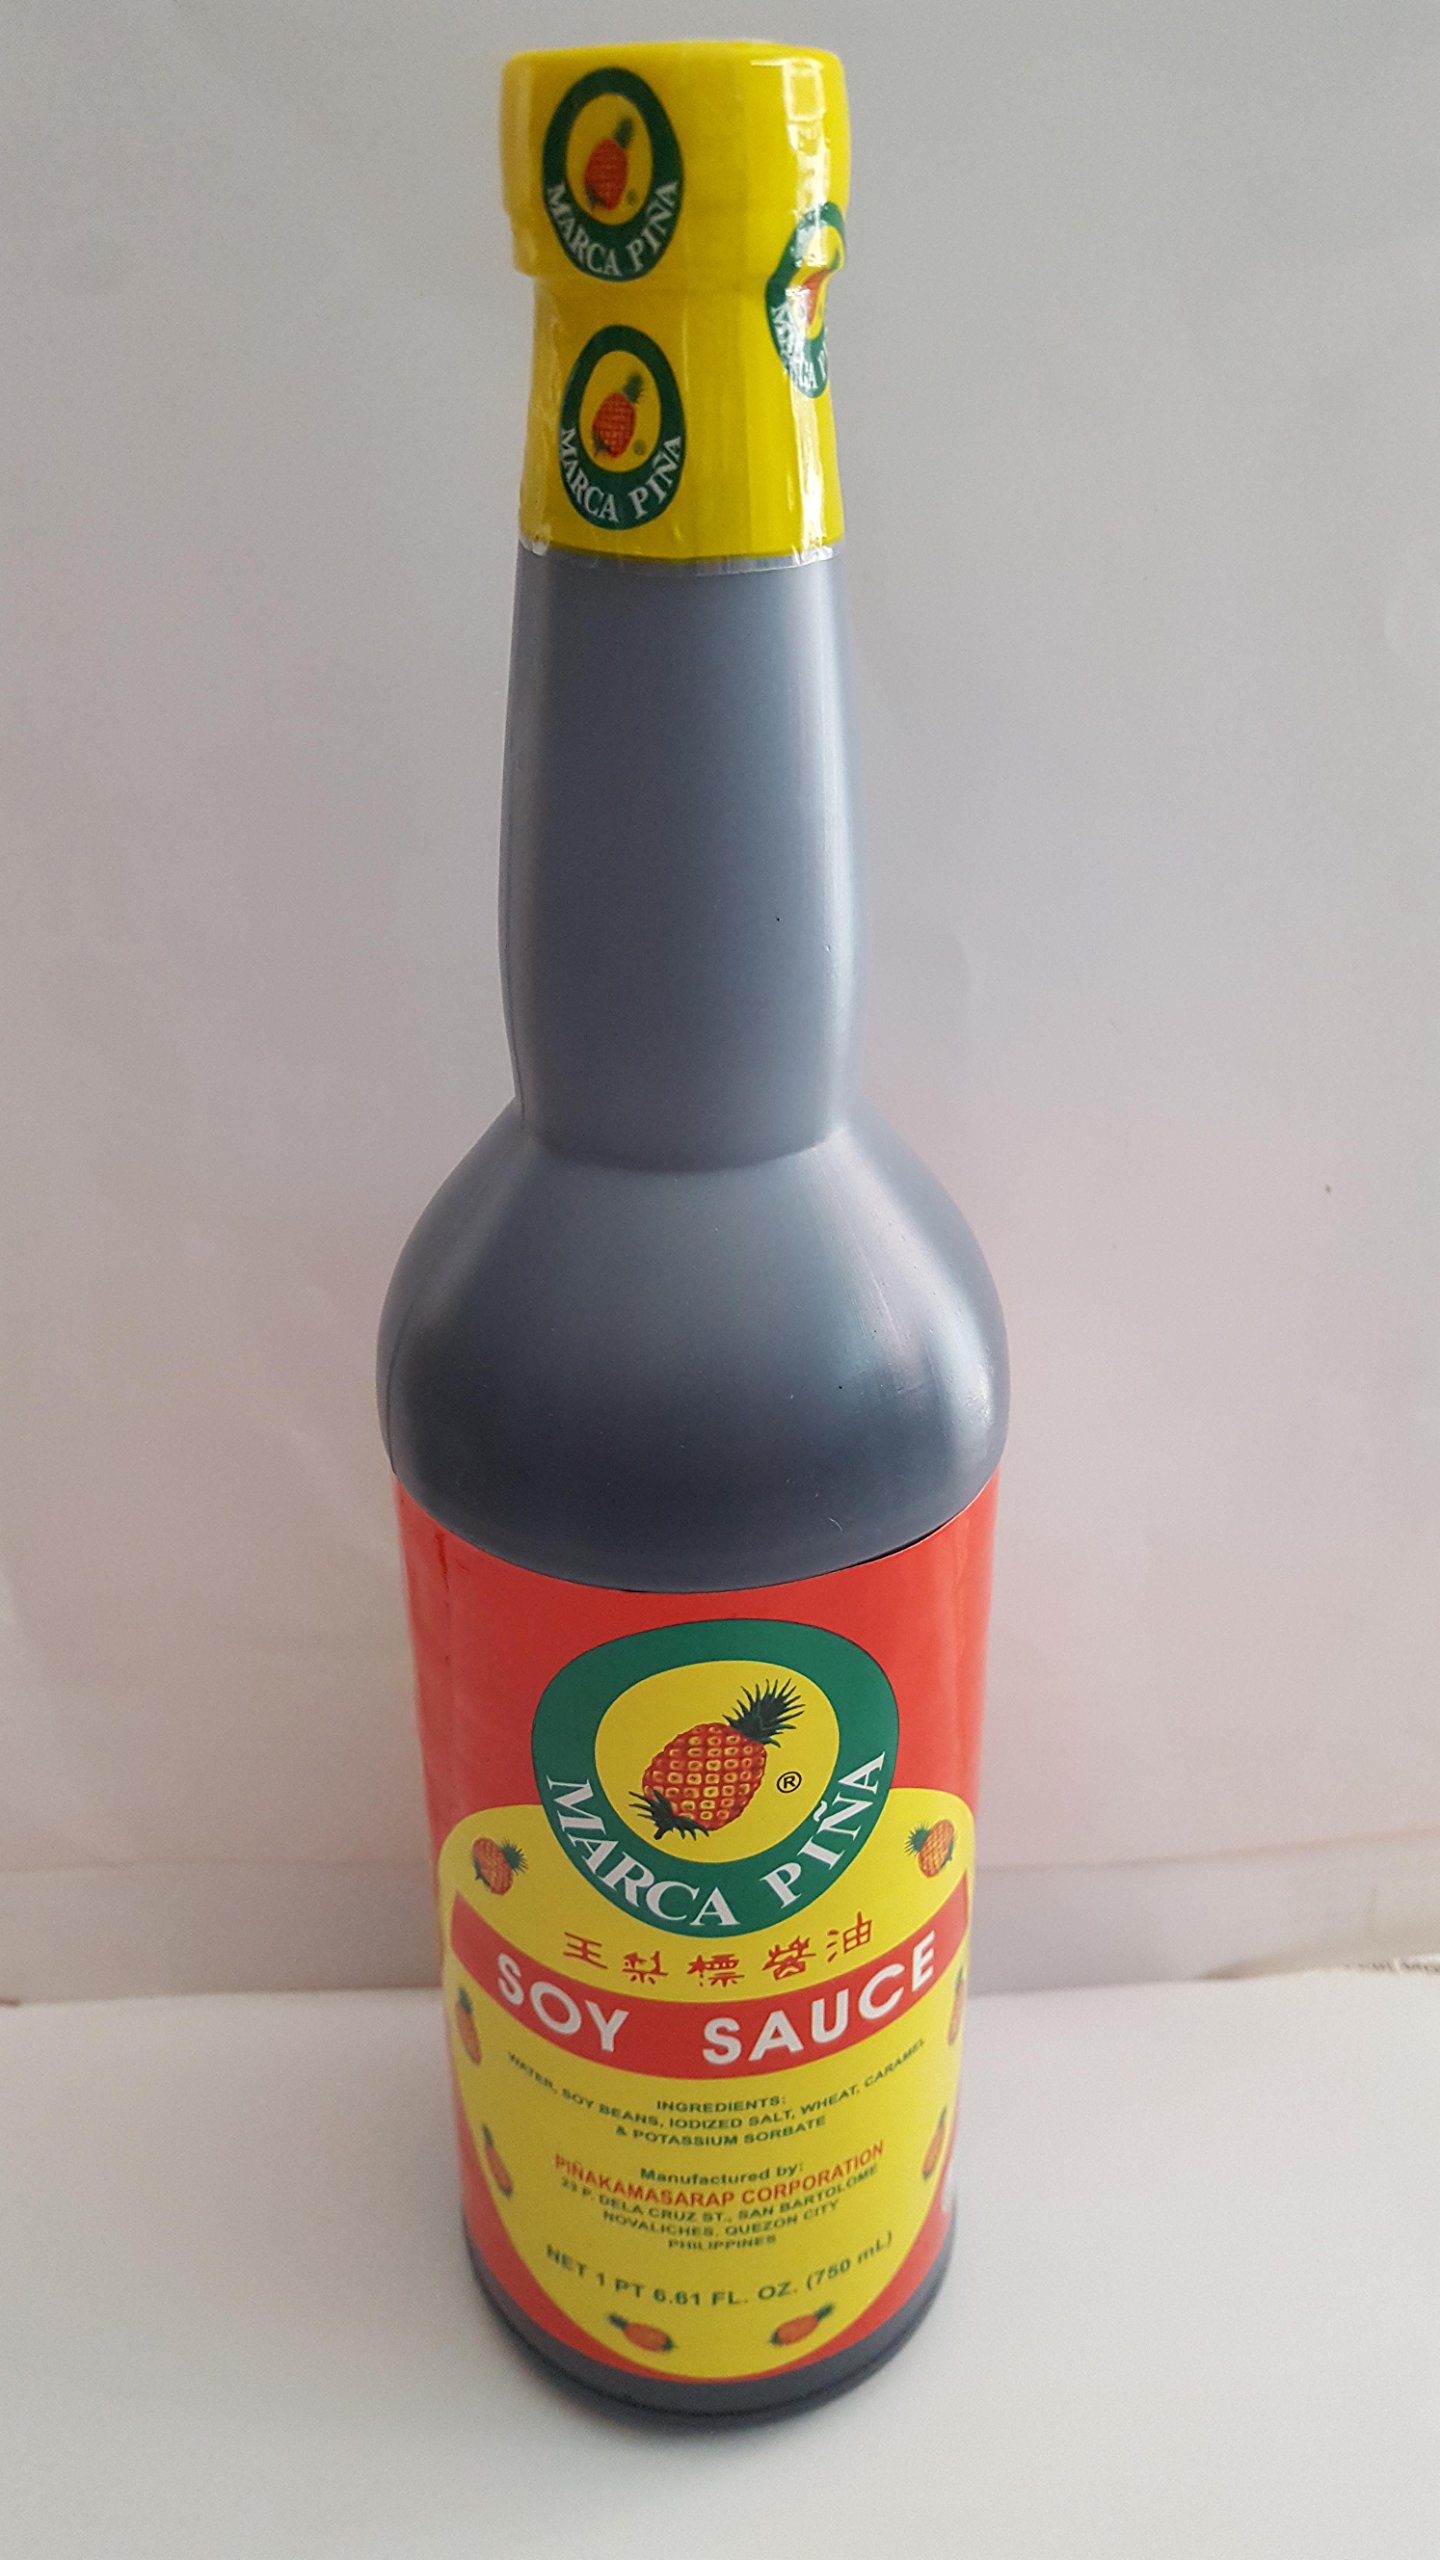 MARCA PIÑA
MARCA PIÑA
MARCA PIÑA
®
MARCA PIÑA
王梨標醬油
SOY SAUCE
INGREDIENTS:
WATER, SOY BEANS, IODIZED SALT, WHEAT, CARAMEL
& POTASSIUM SORBATE
Manufactured by:
PIÑAKAMASARAP CORPORATION
23 P. DELA CRUZ ST., SAN BARTOLOME
NOVALICHES, QUEZON CITY
PHILIPPINES
NET 1 PT 6.61 FL. OZ. (750 mL)